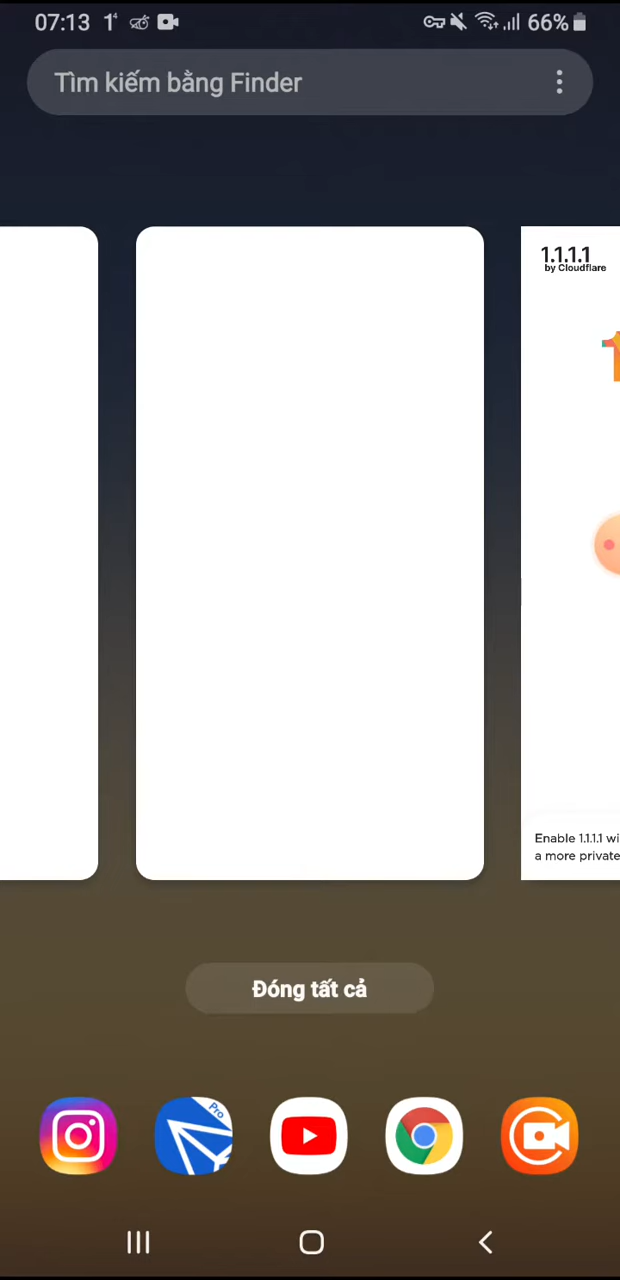 07:13
66%
Tìm kiếm bằng Finder
1.1.1.1
by Cloudflare
Enable 1.1.1.1 wi
a more private
Đóng tất cả
Pro